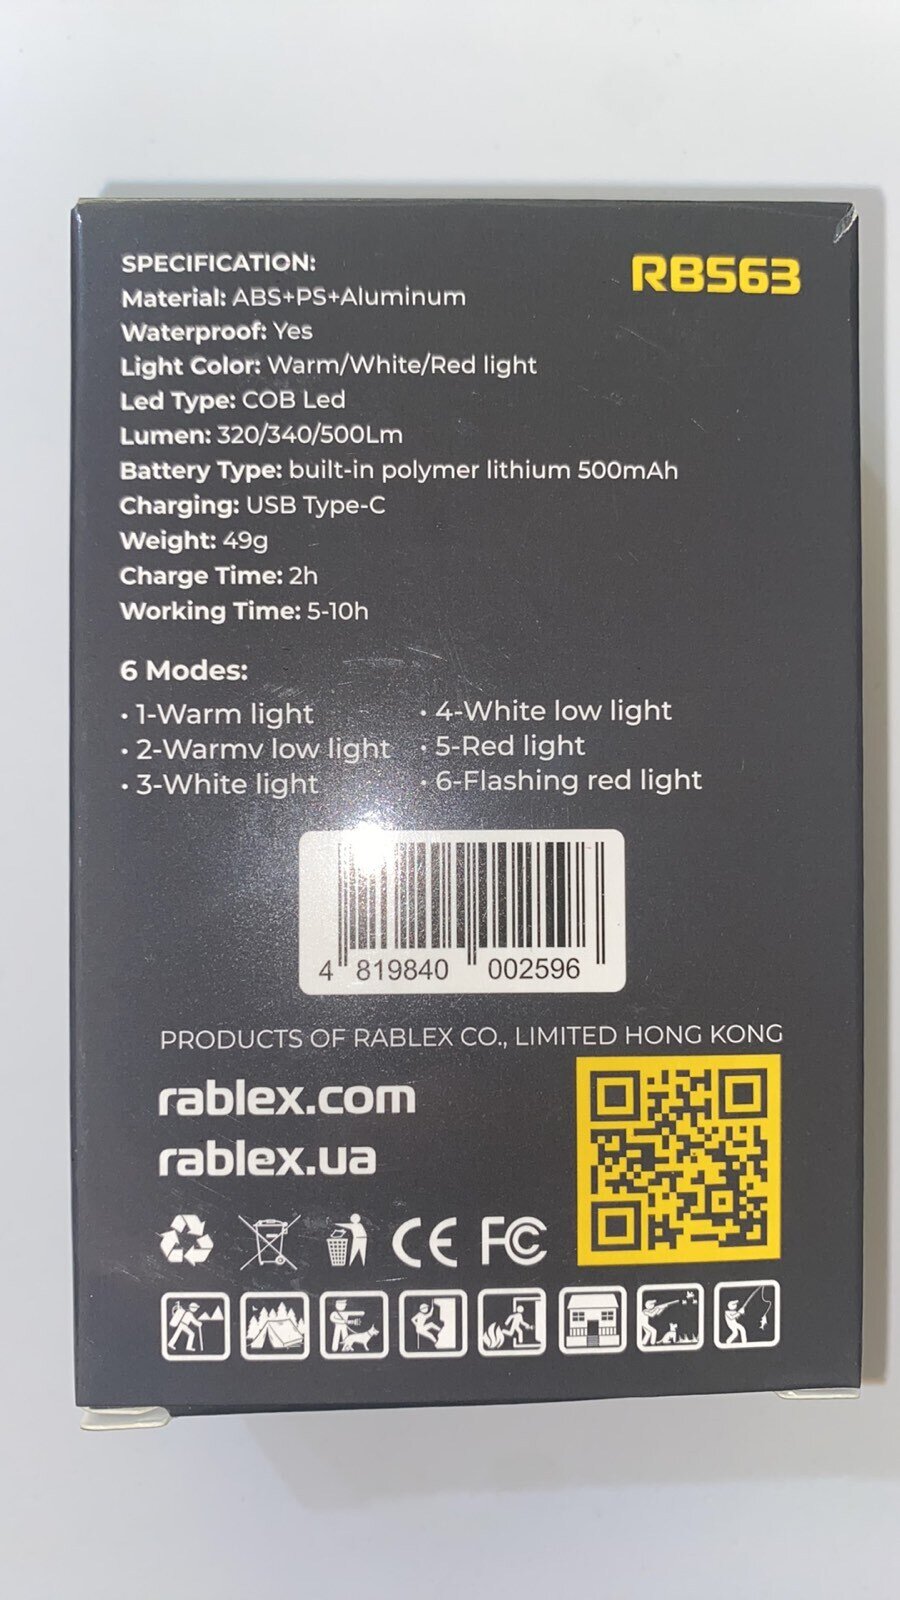 SPECIFICATION:
RB563
Material: ABS+PS+Aluminum
Waterproof: Yes
Light Color: Warm/White/Red light
Led Type: COB Led
Lumen: 320/340/500Lm
Battery Type: built-in polymer lithium 500mAh
Charging: USB Type-C
Weight: 49g
Charge Time: 2h
Working Time: 5-10h
6 Modes:
• 1-Warm light
• 2-Warmv low light
• 3-White light
• 4-White low light
• 5-Red light
• 6-Flashing red light
4 819840 002596
PRODUCTS OF RABLEX CO., LIMITED HONG KONG
rablex.com
rablex.ua
CE FC